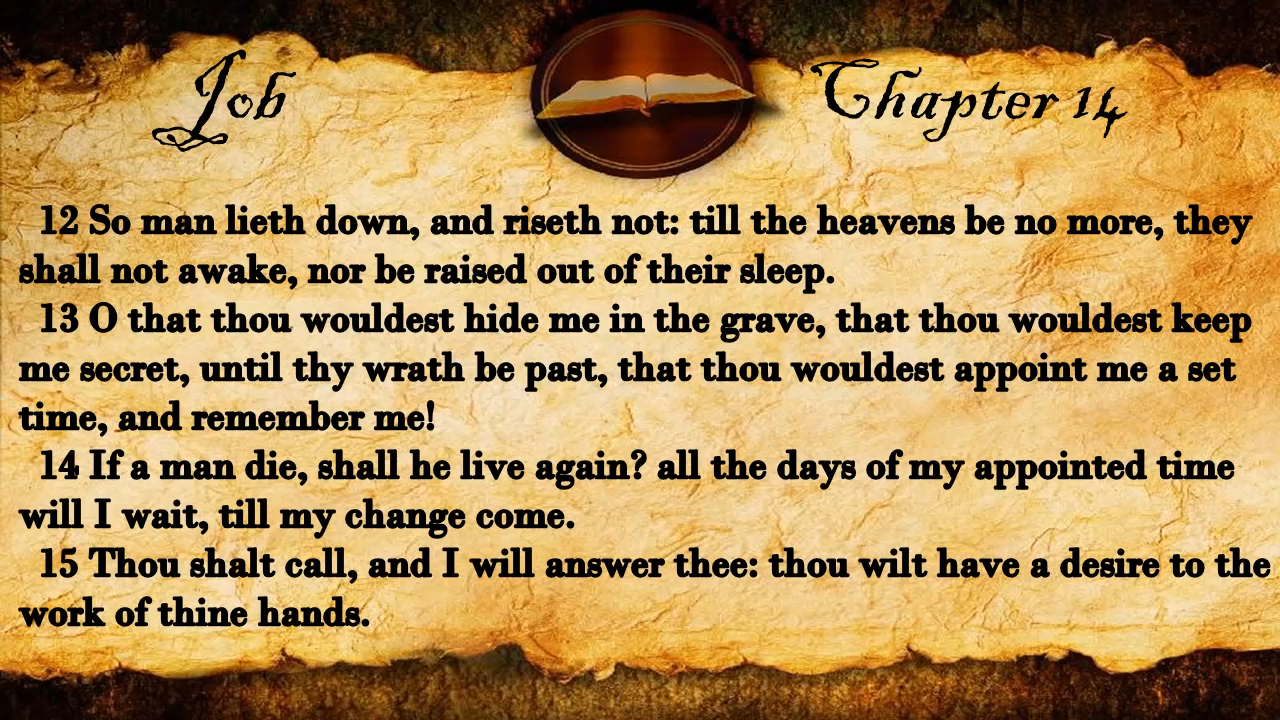 Job
Chapter 14
12 So man lieth down, and riseth not: till the heavens be no more, they
shall not awake, nor be raised out of their sleep.
13 O that thou wouldest hide me in the grave, that thou wouldest keep
me secret, until thy wrath be past, that thou wouldest appoint me a set
time, and remember me!
14 If a man die, shall he live again? all the days of my appointed time
will I wait, till my change come.
15 Thou shalt call, and I will answer thee: thou wilt have a desire to the
work of thine hands.